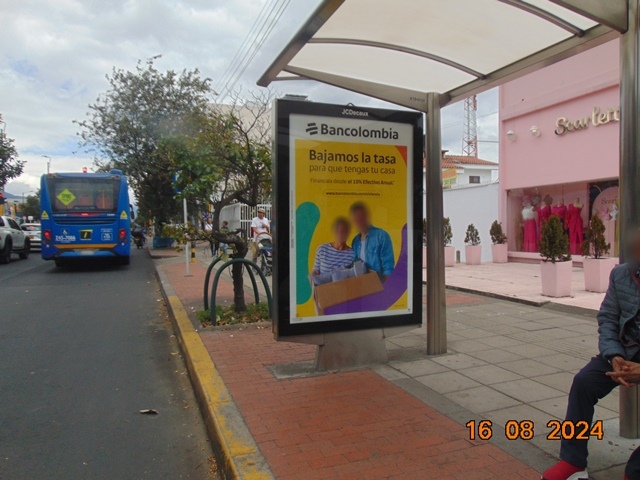 JCDecaux
Bancolombia
Bajamos la tasa
para que tengas tu casa
Scarlett
16 08 2024